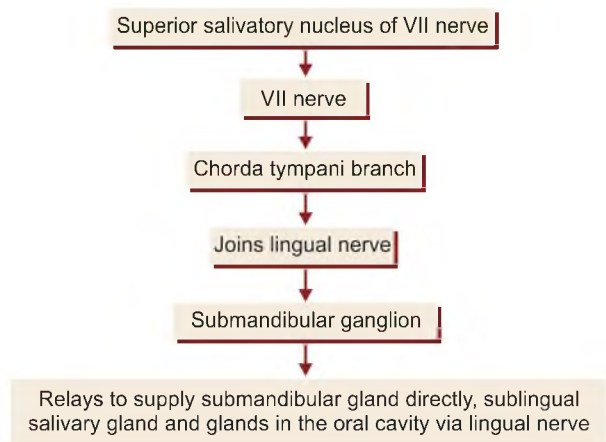 Superior salivatory nucleus of VII nerve
VII nerve
Chorda tympani branch
Joins lingual nerve
Submandibular ganglion
Relays to supply submandibular gland directly, sublingual
salivary gland and glands in the oral cavity via lingual nerve